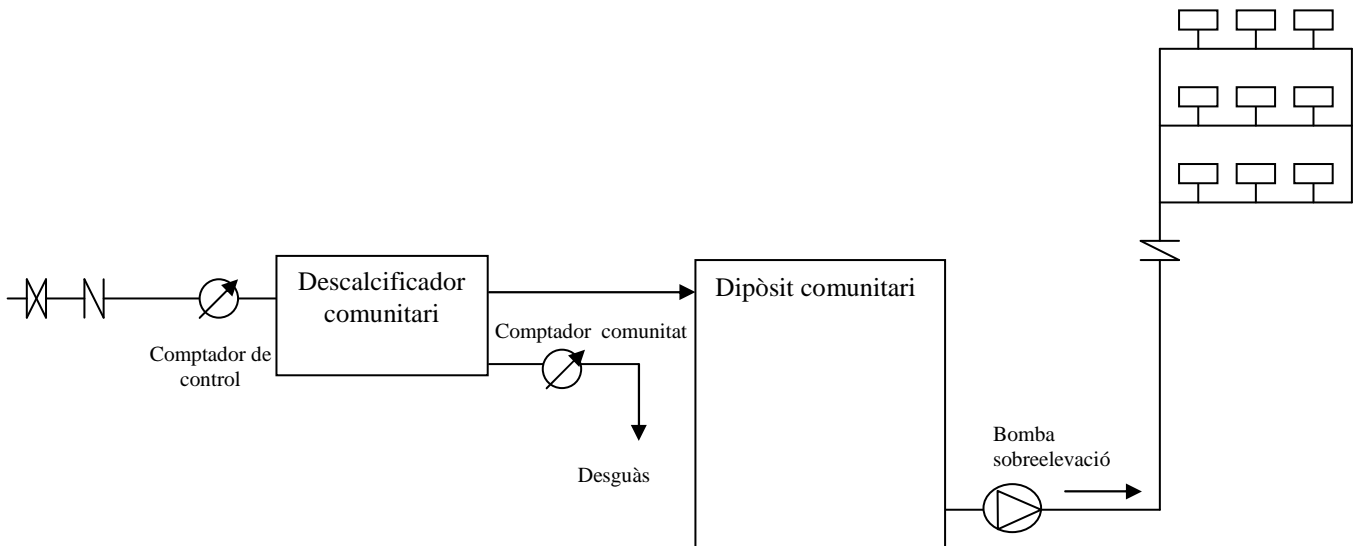 Descalcificador
comunitari
Dipòsit comunitari
Comptador de
control
Comptador comunitat
Desguàs
Bomba
sobreelevació